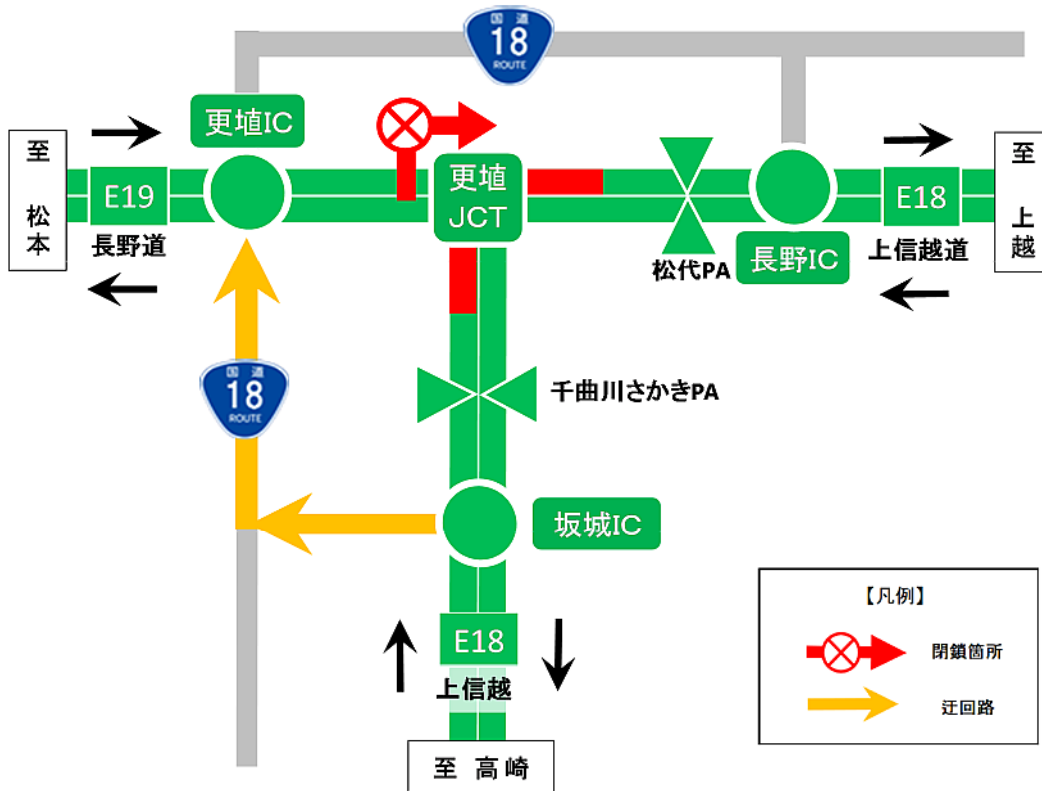 国道
18
ROUTE
更埴IC
至
松
本
E19
長野道
更埴
JCT
松代PA
長野IC
E18
上信越道
至
上
越
国道
18
ROUTE
千曲川さかきPA
坂城IC
E18
上信越
至 高崎
【凡例】
閉鎖箇所
迂回路